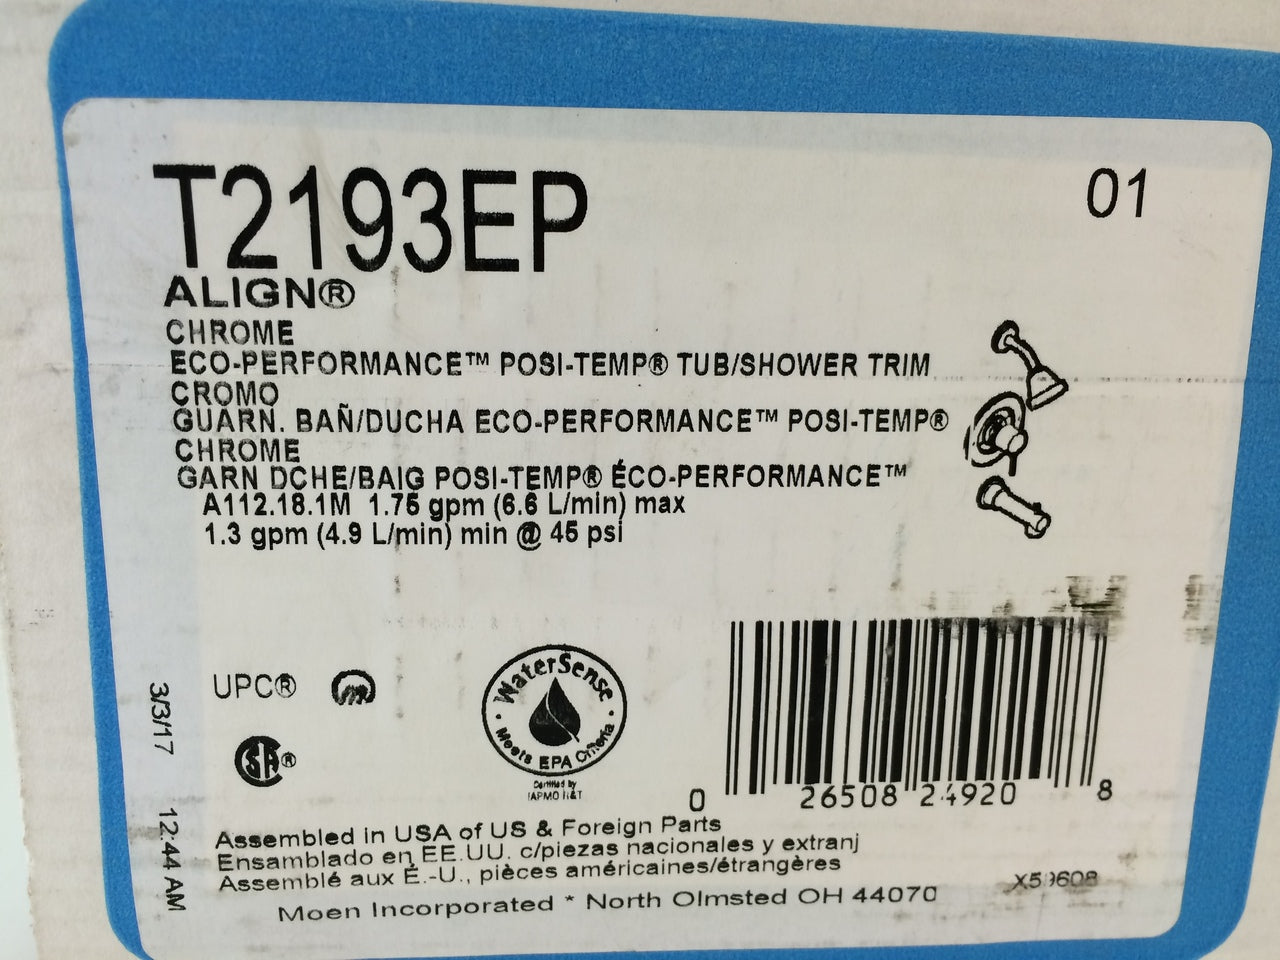 T2193EP
01
ALIGN®
CHROME
ECO-PERFORMANCE™ POSI-TEMP® TUB/SHOWER TRIM
CROMO
GUARN. BAÑ/DUCHA ECO-PERFORMANCE™ POSI-TEMP®
CHROME
GARN DCHE/BAIG POSI-TEMP® ÉCO-PERFORMANCE™
A112.18.1M 1.75 gpm (6.6 L/min) max
1.3 gpm (4.9 L/min) min @ 45 psi
UPC®
SA®
WaterSense
Meets EPA Criteria
Certified by
IAPMO R&T
0 26508 24920 8
3/3/17 12:44 AM
Assembled in USA of US & Foreign Parts
Ensamblado en EE.UU. c/piezas nacionales y extranj
Assemblé aux É.-U., pièces américaines/étrangères
Moen Incorporated * North Olmsted OH 44070